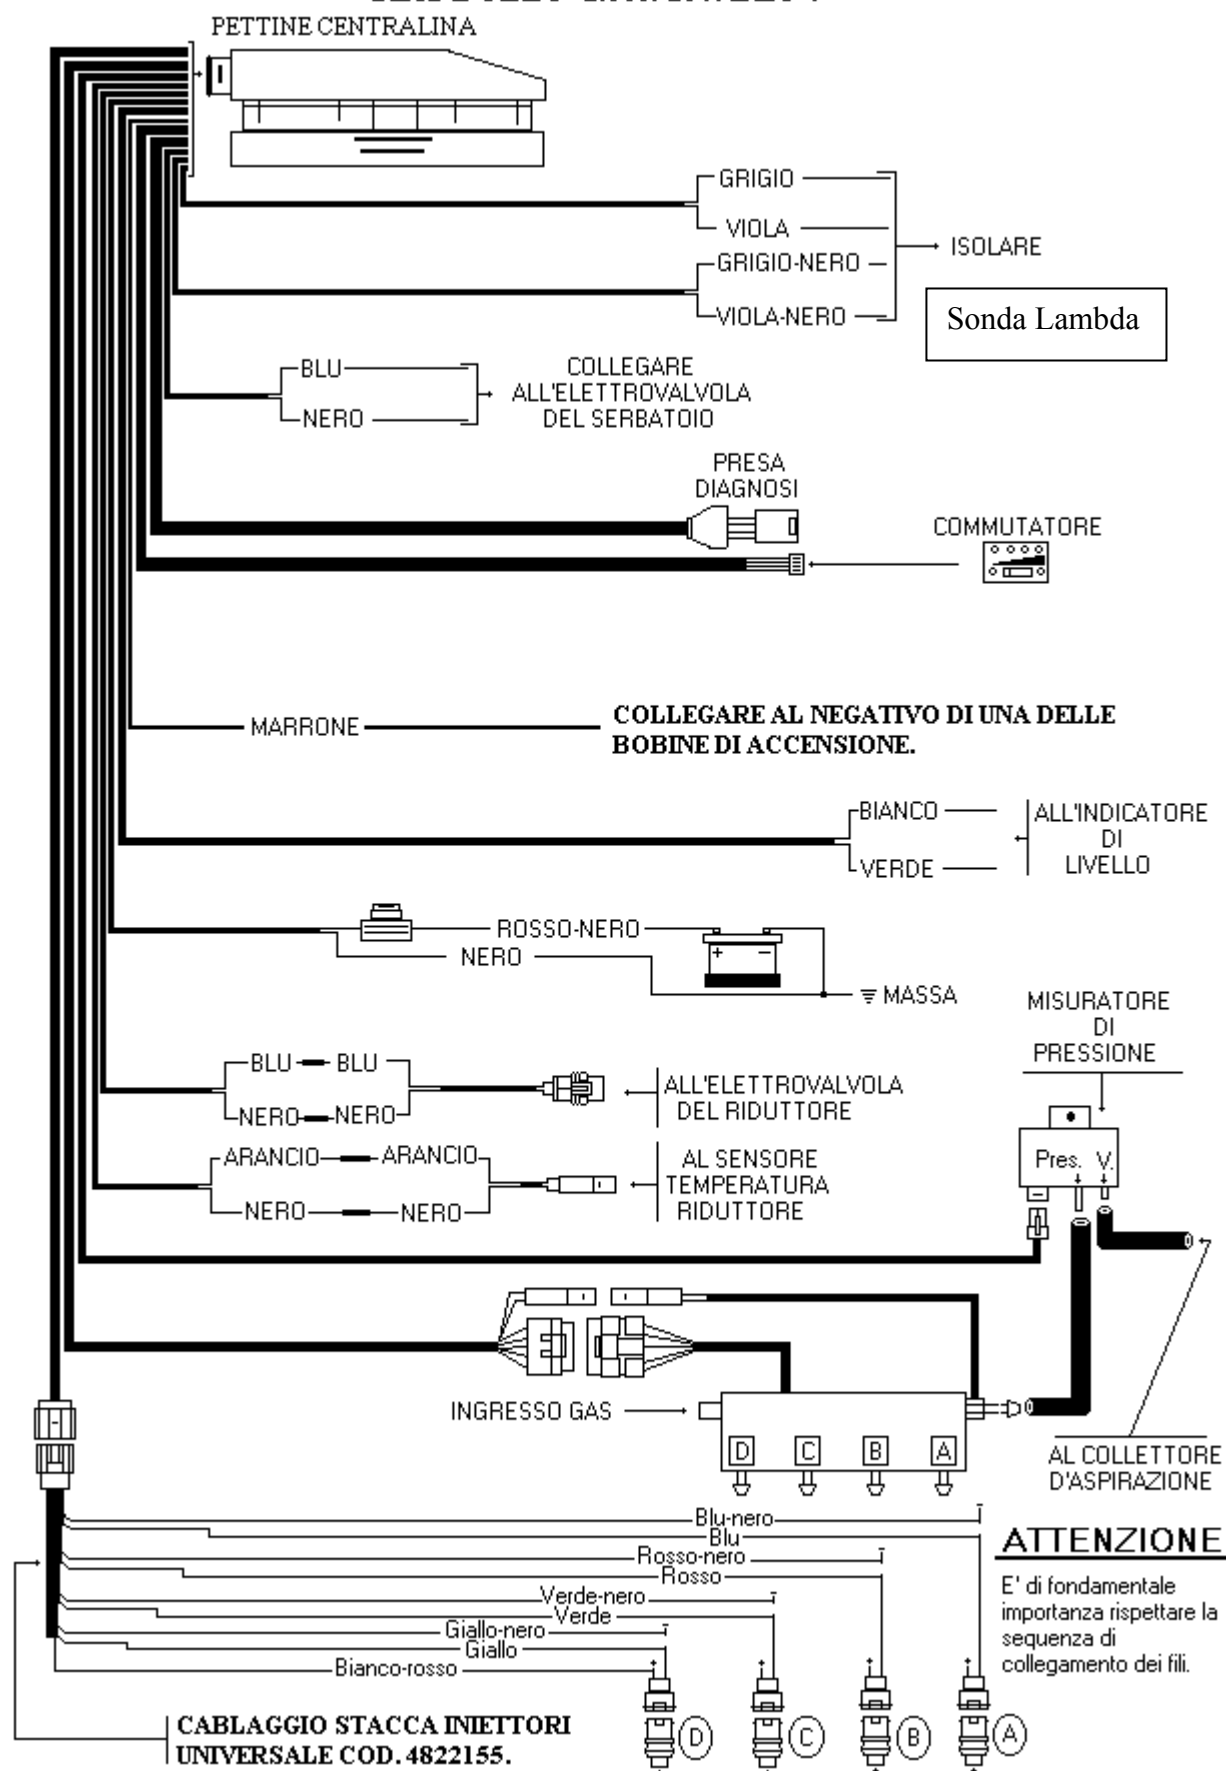 PETTINE CENTRALINA
GRIGIO
VIOLA
GRIGIO-NERO
VIOLA-NERO
ISOLARE
Sonda Lambda
BLU
NERO
COLLEGARE
ALL'ELETTROVALVOLA
DEL SERBATOIO
PRESA
DIAGNOSI
COMMUTATORE
MARRONE
COLLEGARE AL NEGATIVO DI UNA DELLE
BOBINE DI ACCENSIONE.
BIANCO
VERDE
ALL'INDICATORE
DI
LIVELLO
ROSSO-NERO
NERO
+ −
MASSA
MISURATORE
DI
PRESSIONE
Pres. V.
BLU BLU
NERO NERO
ALL'ELETTROVALVOLA
DEL RIDUTTORE
ARANCIO ARANCIO
NERO NERO
AL SENSORE
TEMPERATURA
RIDUTTORE
INGRESSO GAS
D C B A
AL COLLETTORE
D'ASPIRAZIONE
Blu-nero
Blu
Rosso-nero
Rosso
Verde-nero
Verde
Giallo-nero
Giallo
Bianco-rosso
ATTENZIONE
E' di fondamentale
importanza rispettare la
sequenza di
collegamento dei fili.
CABLAGGIO STACCA INIETTORI
UNIVERSALE COD. 4822155.
D C B A